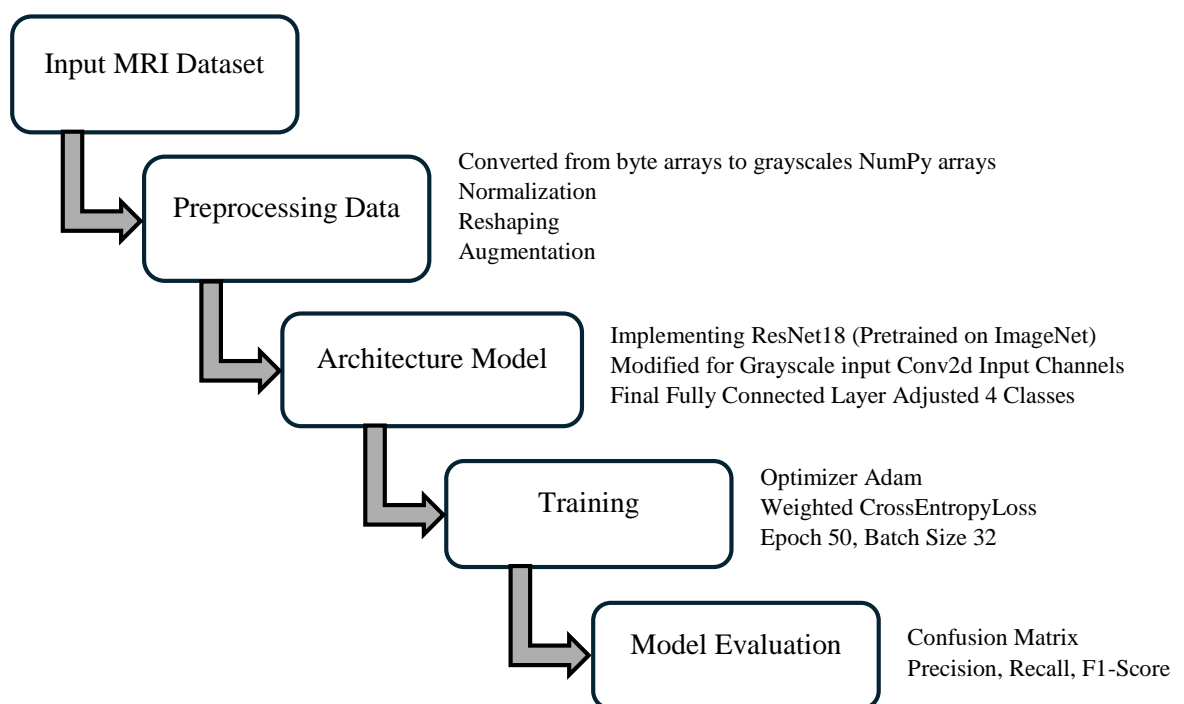 Input MRI Dataset
Converted from byte arrays to grayscales NumPy arrays
Normalization
Preprocessing Data
Reshaping
Augmentation
Implementing ResNet18 (Pretrained on ImageNet)
Architecture Model
Modified for Grayscale input Conv2d Input Channels
Final Fully Connected Layer Adjusted 4 Classes
Optimizer Adam
Training
Weighted CrossEntropyLoss
Epoch 50, Batch Size 32
Model Evaluation
Confusion Matrix
Precision, Recall, F1-Score